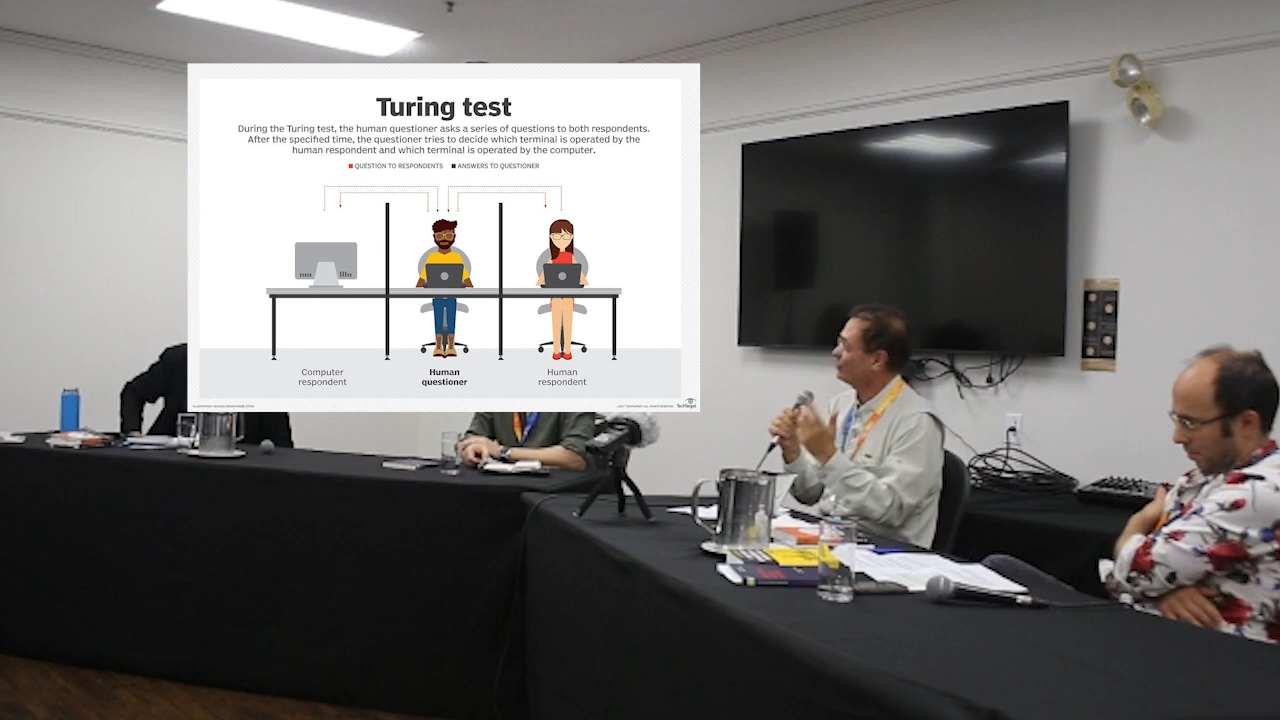 Turing test
During the Turing test, the human questioner asks a series of questions to both respondents.
After the specified time, the questioner tries to decide which terminal is operated by the
human respondent and which terminal is operated by the computer.
QUESTION TO RESPONDENTS ANSWERS TO QUESTIONER
Computer
respondent
Human
questioner
Human
respondent
TechTarget